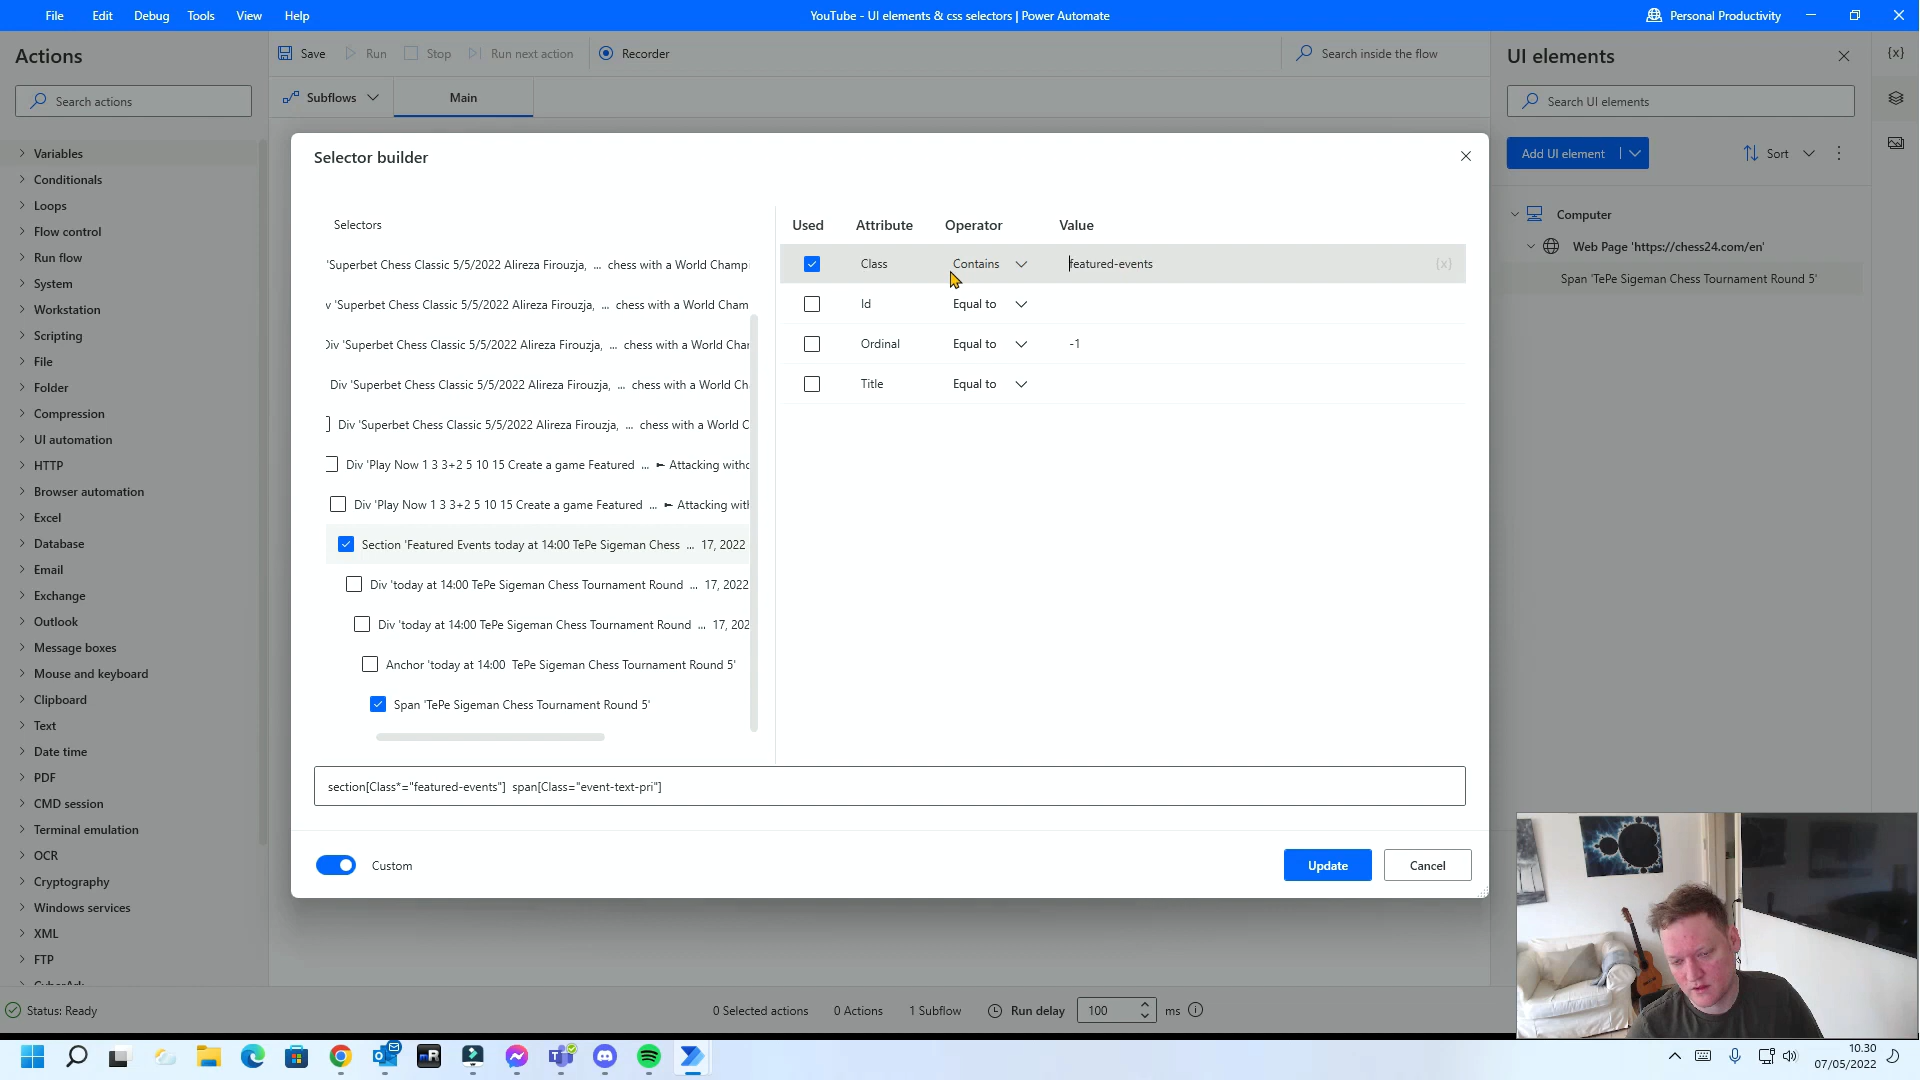 File Edit Debug Tools View Help
YouTube - UI elements & css selectors | Power Automate
Personal Productivity
Actions
Search actions
Variables
Conditionals
Loops
Flow control
Run flow
System
Workstation
Scripting
File
Folder
Compression
UI automation
HTTP
Browser automation
Excel
Database
Email
Exchange
Outlook
Message boxes
Mouse and keyboard
Clipboard
Text
Date time
PDF
CMD session
Terminal emulation
OCR
Cryptography
Windows services
XML
FTP
Save Run Stop Run next action Recorder
Search inside the flow
Subflows Main
Selector builder
Selectors
'Superbet Chess Classic 5/5/2022 Alireza Firouzja, ... chess with a World Champ
v 'Superbet Chess Classic 5/5/2022 Alireza Firouzja, ... chess with a World Cham
Div 'Superbet Chess Classic 5/5/2022 Alireza Firouzja, ... chess with a World Char
Div 'Superbet Chess Classic 5/5/2022 Alireza Firouzja, ... chess with a World Ch
Div 'Superbet Chess Classic 5/5/2022 Alireza Firouzja, ... chess with a World C
Div 'Play Now 1 3 3+2 5 10 15 Create a game Featured ... ► Attacking witho
Div 'Play Now 1 3 3+2 5 10 15 Create a game Featured ... ► Attacking with
Section 'Featured Events today at 14:00 TePe Sigeman Chess ... 17, 2022
Div 'today at 14:00 TePe Sigeman Chess Tournament Round ... 17, 2022
Div 'today at 14:00 TePe Sigeman Chess Tournament Round ... 17, 202
Anchor 'today at 14:00 TePe Sigeman Chess Tournament Round 5'
Span 'TePe Sigeman Chess Tournament Round 5'
Used Attribute Operator Value
Class Contains featured-events {x}
Id Equal to
Ordinal Equal to -1
Title Equal to
section[Class*="featured-events"] span[Class="event-text-pri"]
Custom
Update Cancel
UI elements
Search UI elements
Add UI element Sort
Computer
Web Page 'https://chess24.com/en'
Span 'TePe Sigeman Chess Tournament Round 5'
{x}
Status: Ready
0 Selected actions 0 Actions 1 Subflow Run delay 100 ms
mR
10.30
07/05/2022